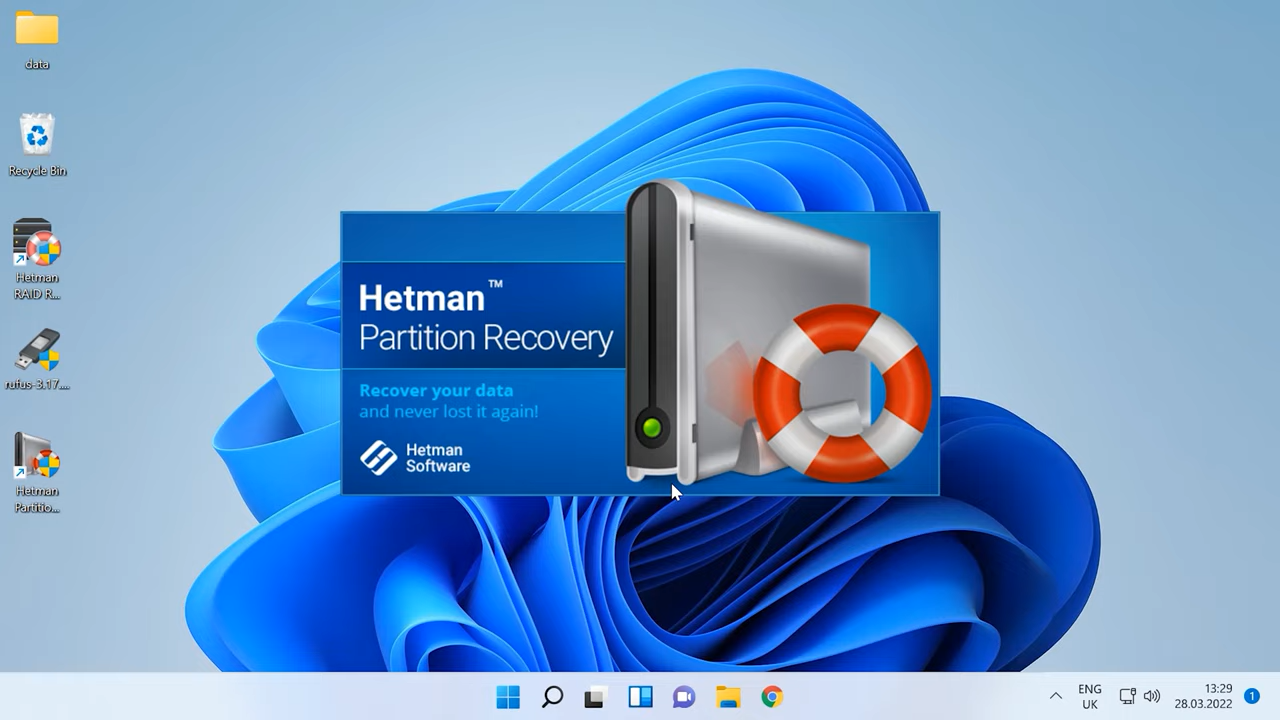 data
Recycle Bin
Hetman
RAID R...
rufus-3.17....
Hetman
Partitio...
Hetman™
Partition Recovery
Recover your data
and never lost it again!
Hetman
Software
ENG
UK
13:29
28.03.2022
1